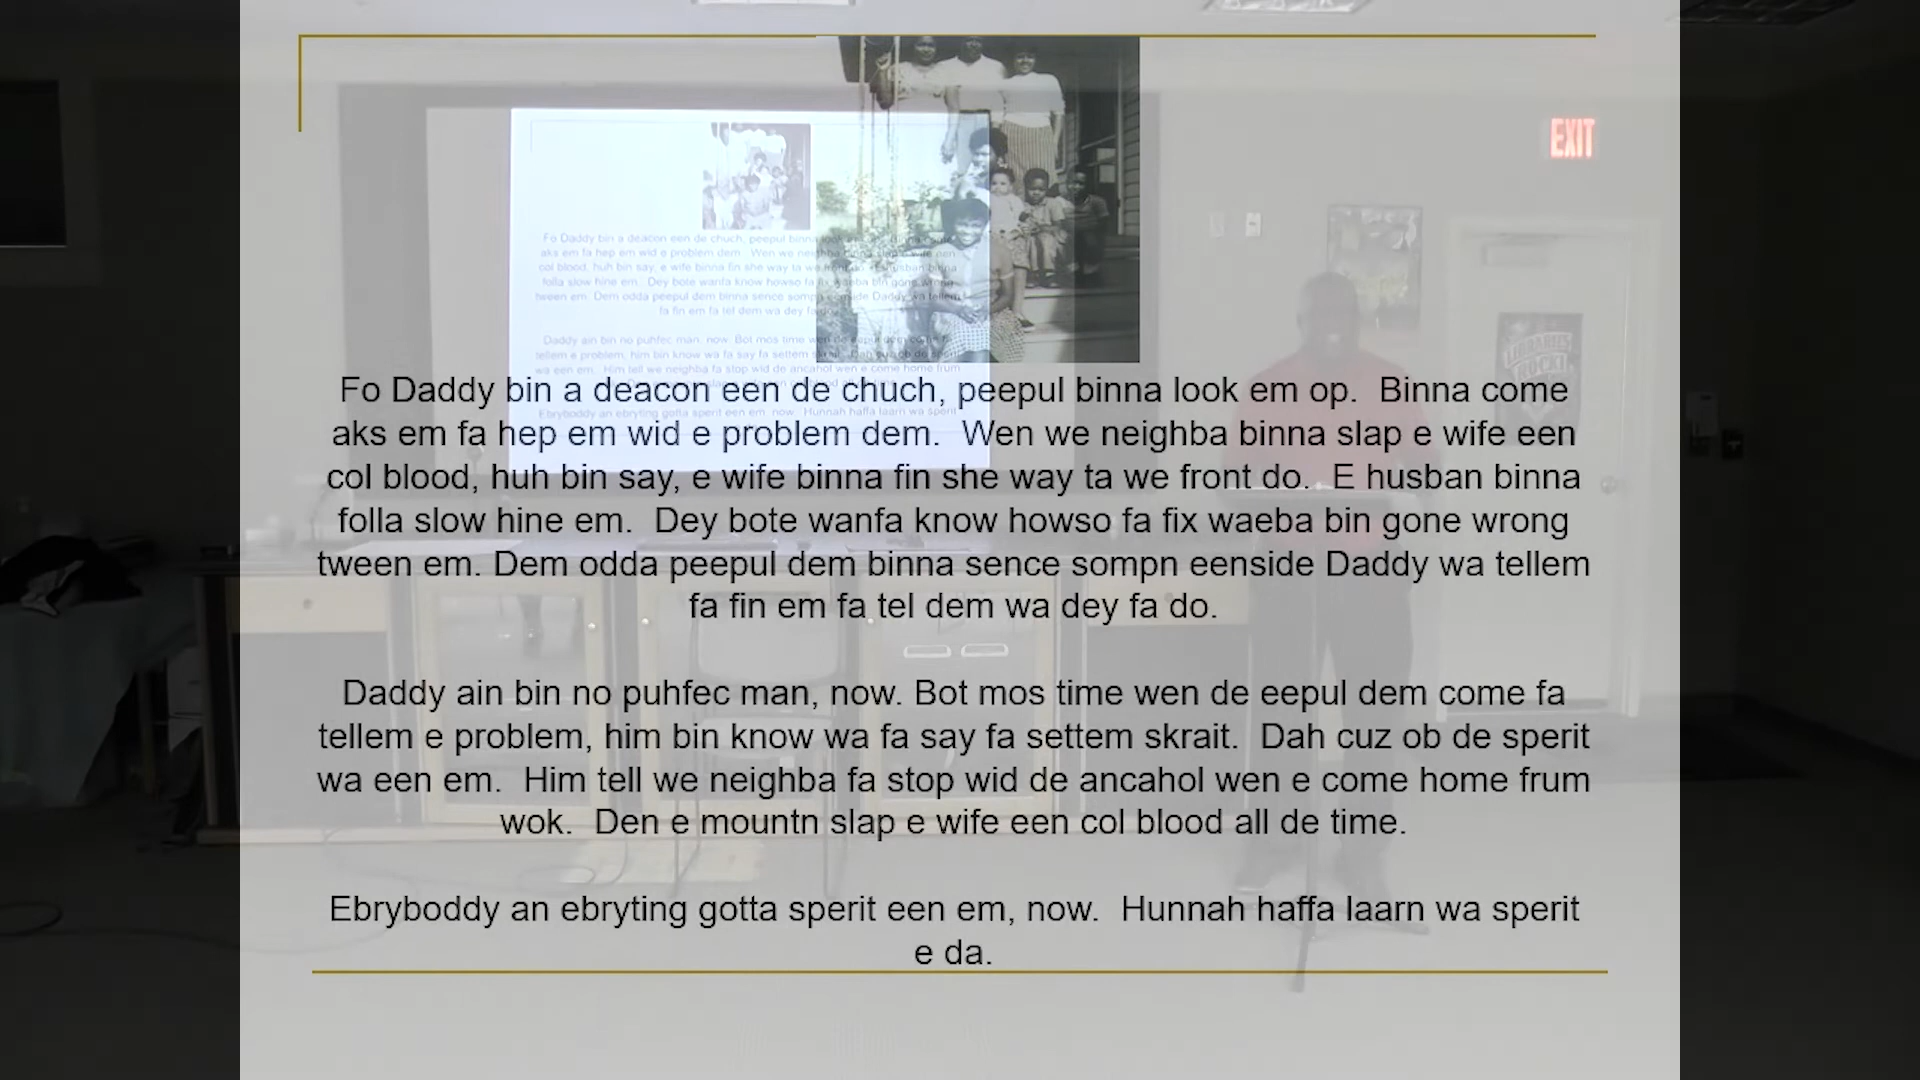 EXIT
LIBRARIES
ROCK!
Fo Daddy bin a deacon een de chuch, peepul binna look em op.  Binna come
aks em fa hep em wid e problem dem.  Wen we neighba binna slap e wife een
col blood, huh bin say, e wife binna fin she way ta we front do.  E husban binna
folla slow hine em.  Dey bote wanfa know howso fa fix waeba bin gone wrong
tween em. Dem odda peepul dem binna sence sompn eenside Daddy wa tellem
fa fin em fa tel dem wa dey fa do.
Daddy ain bin no puhfec man, now. Bot mos time wen de eepul dem come fa
tellem e problem, him bin know wa fa say fa settem skrait.  Dah cuz ob de sperit
wa een em.  Him tell we neighba fa stop wid de ancahol wen e come home frum
wok.  Den e mountn slap e wife een col blood all de time.
Ebryboddy an ebryting gotta sperit een em, now.  Hunnah haffa laarn wa sperit
e da.